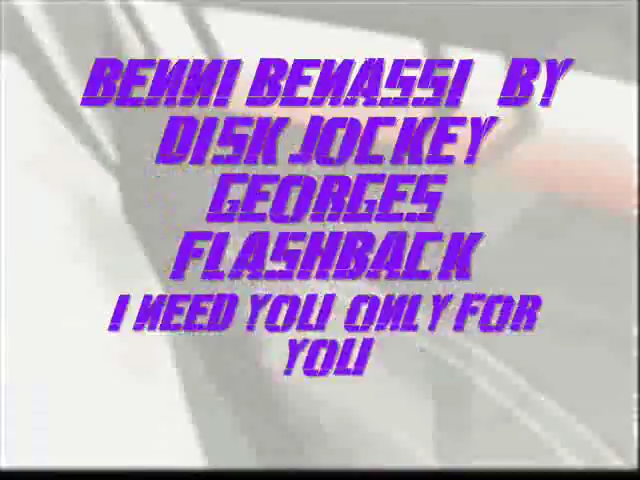 BENNI BENASSI BY
DISK JOCKEY
GEORGES
FLASHBACK
I NEED YOU ONLY FOR
YOU